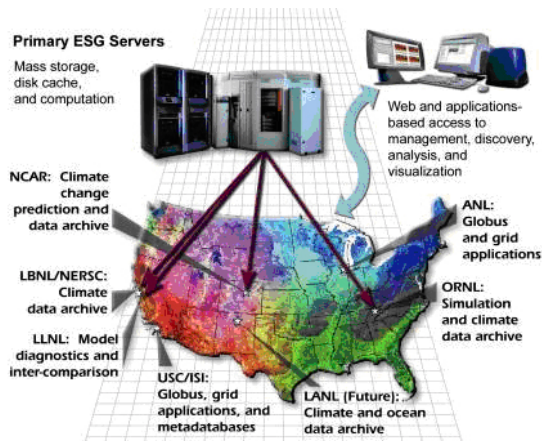 Primary ESG Servers
Mass storage,
disk cache,
and computation
Web and applications-
based access to
management, discovery,
analysis, and
visualization
NCAR: Climate
change
prediction and
data archive
ANL:
Globus
and grid
applications
LBNL/NERSC:
Climate
data archive
ORNL:
Simulation
and climate
data archive
LLNL: Model
diagnostics and
inter-comparison
USC/ISI:
Globus, grid
applications, and
metadatabases
LANL (Future):
Climate and ocean
data archive